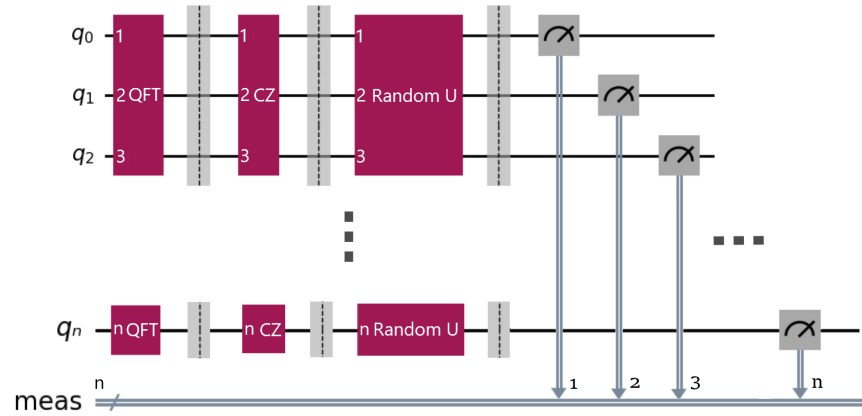 q0 1 1 1
q1 2 QFT 2 CZ 2 Random U
q2 3 3 3
qn n QFT n CZ n Random U
n 1 2 3 n
meas